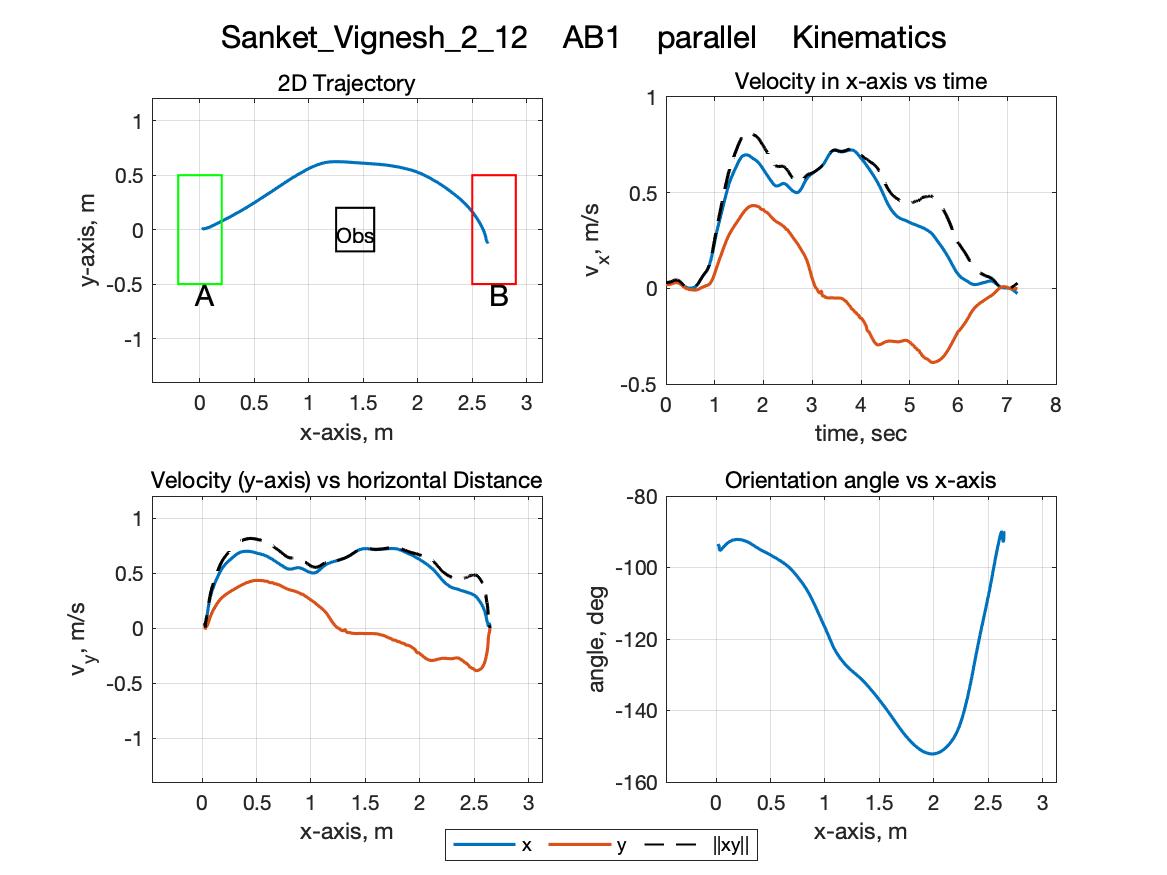 Sanket_Vignesh_2_12 AB1 parallel Kinematics
2D Trajectory
1
0.5
0
-0.5
-1
y-axis, m
Obs
A
B
0 0.5 1 1.5 2 2.5 3
x-axis, m
Velocity in x-axis vs time
1
0.5
0
-0.5
v_x, m/s
0 1 2 3 4 5 6 7 8
time, sec
Velocity (y-axis) vs horizontal Distance
1
0.5
0
-0.5
-1
v_y, m/s
0 0.5 1 1.5 2 2.5 3
x-axis, m
Orientation angle vs x-axis
-80
-100
-120
-140
-160
angle, deg
0 0.5 1 1.5 2 2.5 3
x-axis, m
x y ||xy||